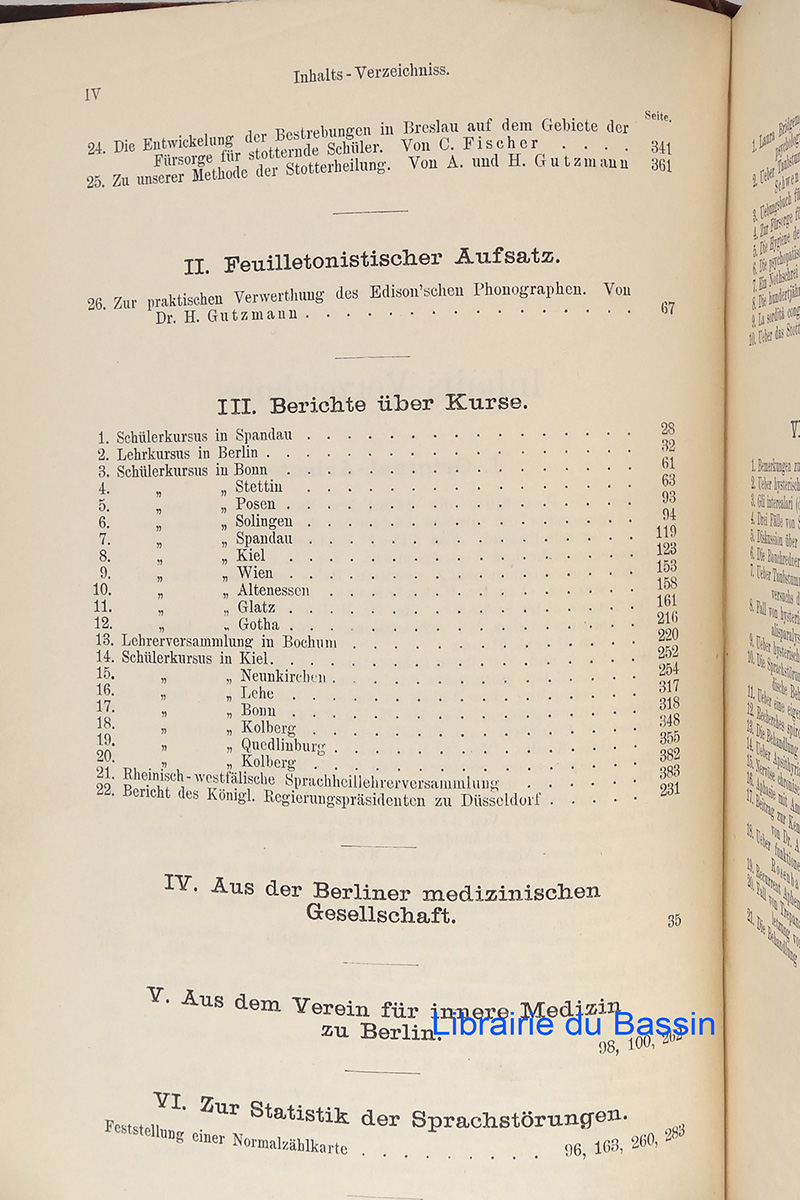 IV
Inhalts-Verzeichniss.
Seite.
24. Die Entwickelung der Bestrebungen in Breslau auf dem Gebiete der
Fürsorge für stotternde Schüler. Von C. Fischer . . . . 341
25. Zu unserer Methode der Stotterheilung. Von A. und H. Gutzmann 361
II. Feuilletonistischer Aufsatz.
26. Zur praktischen Verwerthung des Edison'schen Phonographen. Von
Dr. H. Gutzmann . . . . . . . . . . . . . . . 67
III. Berichte über Kurse.
1. Schülerkursus in Spandau . . . . . . . . . . . . . . . 28
2. Lehrkursus in Berlin . . . . . . . . . . . . . . . . . 32
3. Schülerkursus in Bonn . . . . . . . . . . . . . . . . 61
4. „ „ Stettin . . . . . . . . . . . . . . . 63
5. „ „ Posen . . . . . . . . . . . . . . . . 93
6. „ „ Solingen . . . . . . . . . . . . . . . 94
7. „ „ Spandau . . . . . . . . . . . . . . . 119
8. „ „ Kiel . . . . . . . . . . . . . . . . 123
9. „ „ Wien . . . . . . . . . . . . . . . . 153
10. „ „ Altenessen . . . . . . . . . . . . . . 158
11. „ „ Glatz . . . . . . . . . . . . . . . . 161
12. „ „ Gotha . . . . . . . . . . . . . . . . 216
13. Lehrerversammlung in Bochum . . . . . . . . . . . . . 220
14. Schülerkursus in Kiel. . . . . . . . . . . . . . . . . 252
15. „ „ Neunkirchen . . . . . . . . . . . . . . 254
16. „ „ Lehe . . . . . . . . . . . . . . . . 317
17. „ „ Bonn . . . . . . . . . . . . . . . . 318
18. „ „ Kolberg . . . . . . . . . . . . . . . 348
19. „ „ Quedlinburg . . . . . . . . . . . . . . 355
20. „ „ Kolberg . . . . . . . . . . . . . . . 382
21. Rheinisch-westfälische Sprachheillehrerversammlung . . . . . . 383
22. Bericht des Königl. Regierungspräsidenten zu Düsseldorf . . . . . 231
IV. Aus der Berliner medizinischen
Gesellschaft.
35
V. Aus dem Verein für innere Medizin
zu Berlin.
98, 100, 262
Librairie du Bassin
VI. Zur Statistik der Sprachstörungen.
Feststellung einer Normalzählkarte . . . . . . . . . 96, 163, 260, 283